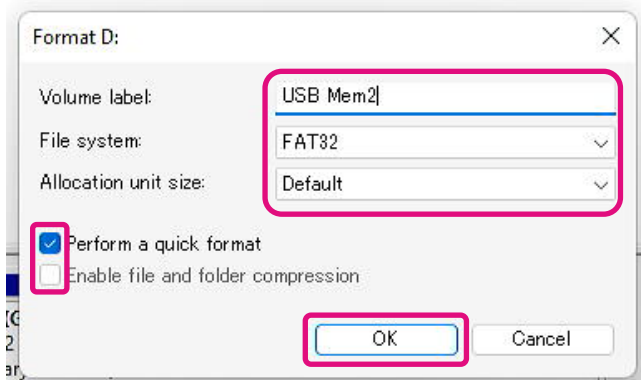 Format D:
Volume label:
USB Mem2
File system:
FAT32
Allocation unit size:
Default
Perform a quick format
Enable file and folder compression
OK
Cancel